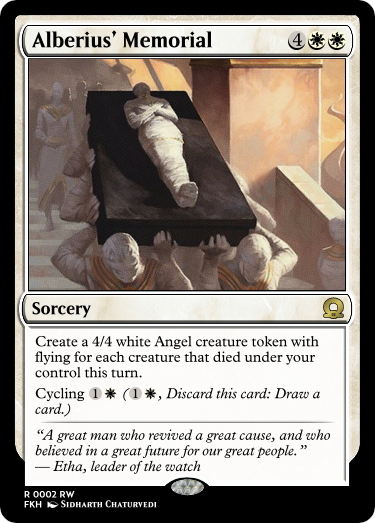 Alberius’ Memorial 4
Sorcery
Create a 4/4 white Angel creature token with
flying for each creature that died under your
control this turn.
Cycling 1 (1, Discard this card: Draw a
card.)
“A great man who revived a great cause, and who
believed in a great future for our great people.”
— Etha, leader of the watch
R 0002 RW
FKH SIDHARTH CHATURVEDI